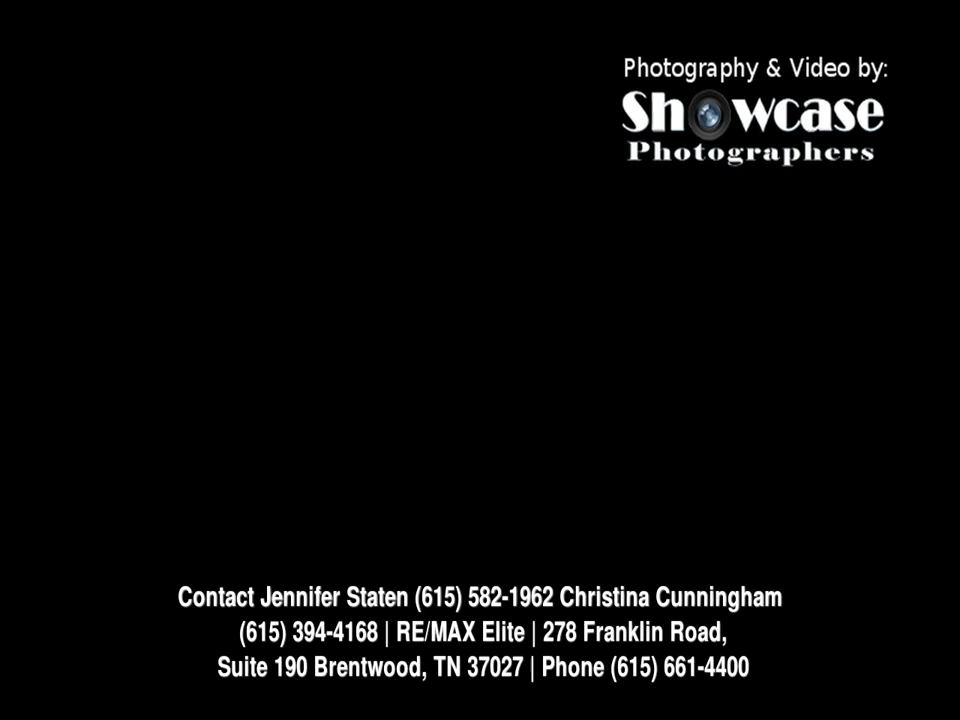 Photography & Video by:
Showcase
Photographers
Contact Jennifer Staten (615) 582-1962 Christina Cunningham
(615) 394-4168 | RE/MAX Elite | 278 Franklin Road,
Suite 190 Brentwood, TN 37027 | Phone (615) 661-4400